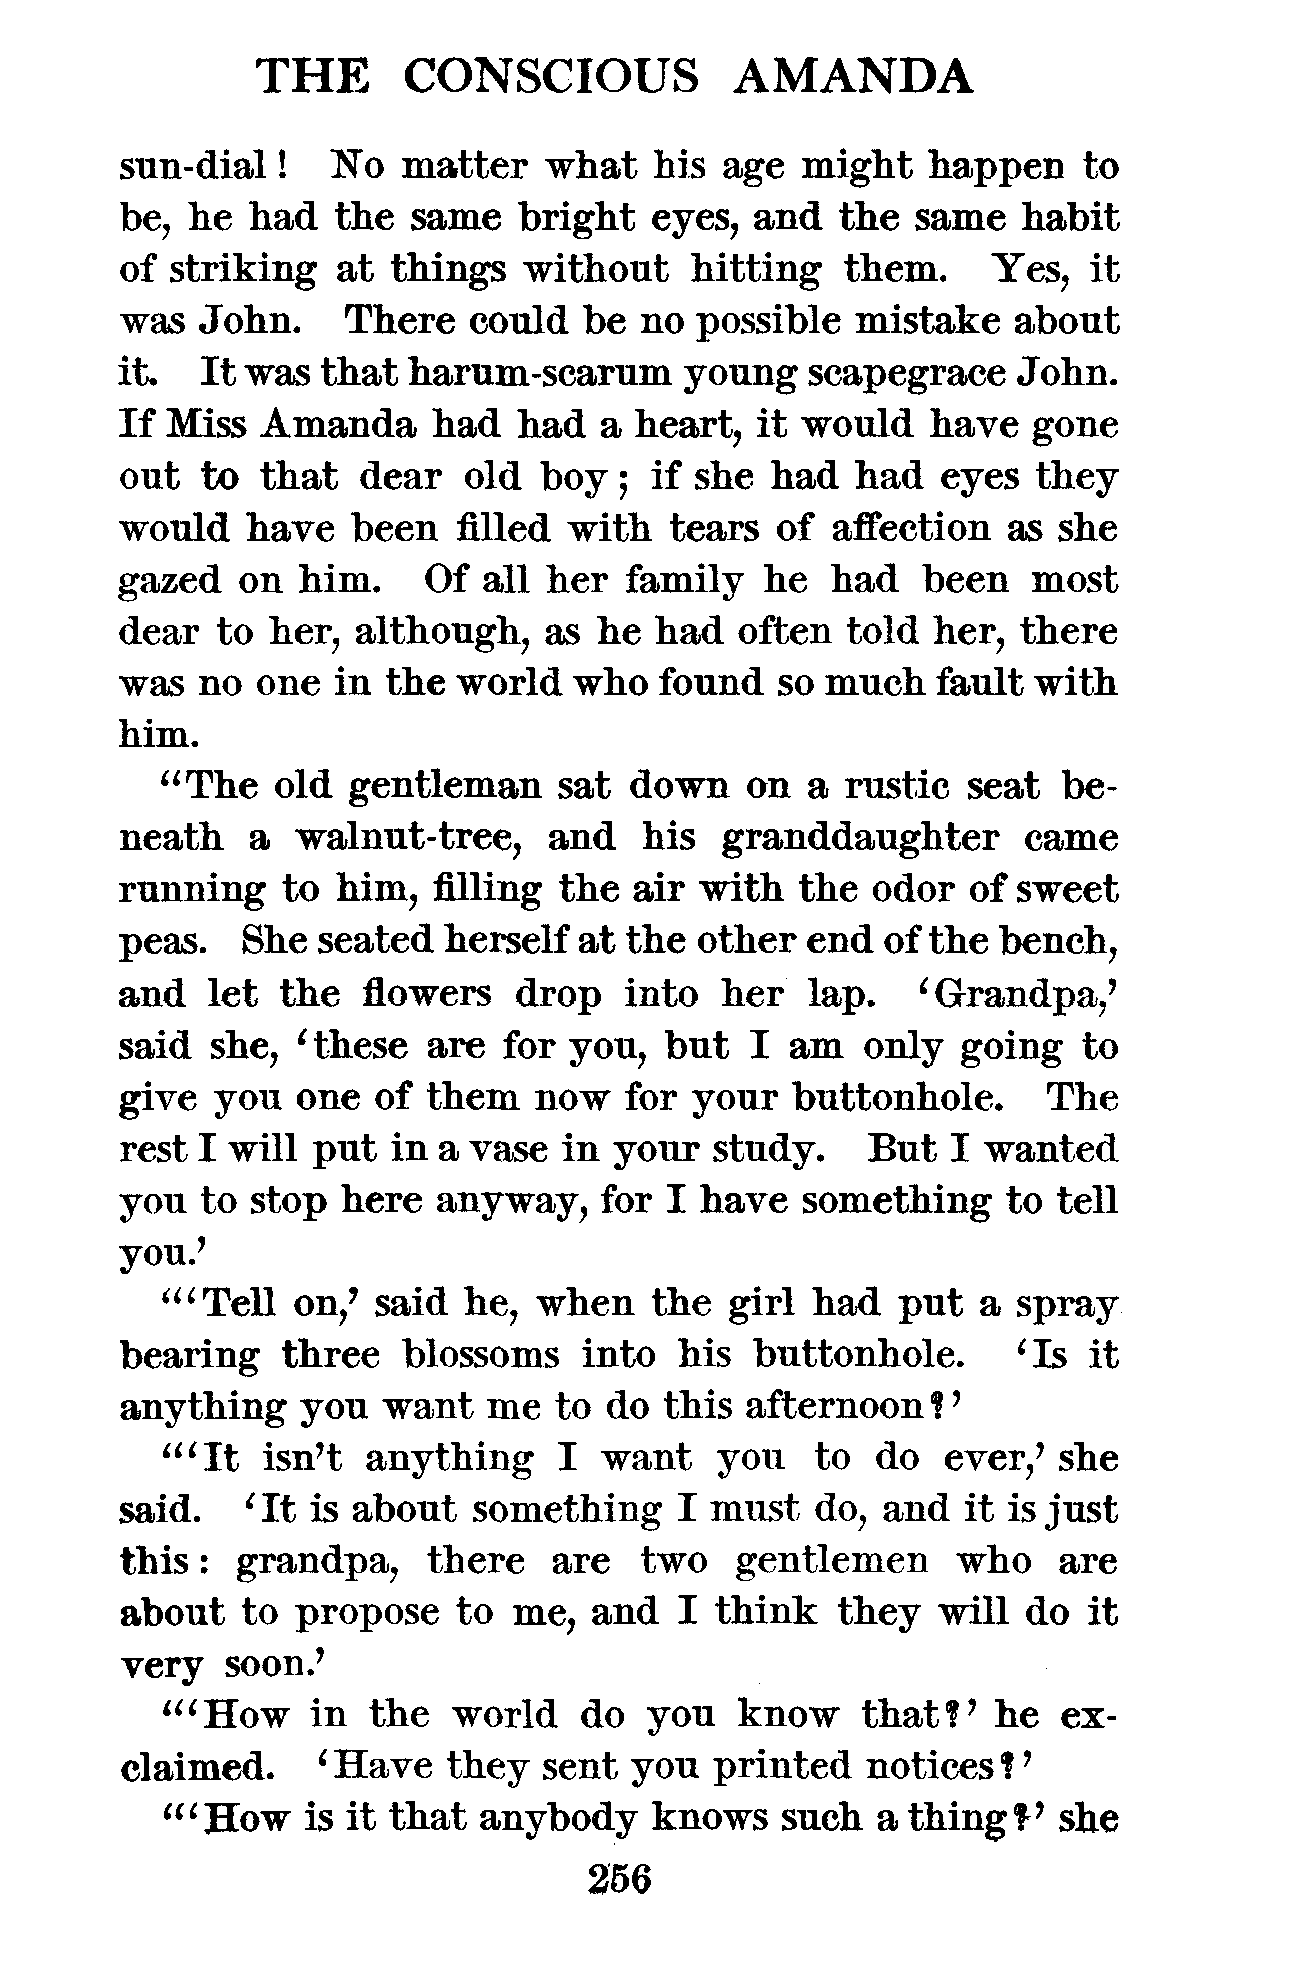 THE CONSCIOUS AMANDA
sun-dial! No matter what his age might happen to
be, he had the same bright eyes, and the same habit
of striking at things without hitting them. Yes, it
was John. There could be no possible mistake about
it. It was that harum-scarum young scapegrace John.
If Miss Amanda had had a heart, it would have gone
out to that dear old boy; if she had had eyes they
would have been filled with tears of affection as she
gazed on him. Of all her family he had been most
dear to her, although, as he had often told her, there
was no one in the world who found so much fault with
him.
"The old gentleman sat down on a rustic seat be-
neath a walnut-tree, and his granddaughter came
running to him, filling the air with the odor of sweet
peas. She seated herself at the other end of the bench,
and let the flowers drop into her lap. 'Grandpa,'
said she, 'these are for you, but I am only going to
give you one of them now for your buttonhole. The
rest I will put in a vase in your study. But I wanted
you to stop here anyway, for I have something to tell
you.'
"'Tell on,' said he, when the girl had put a spray
bearing three blossoms into his buttonhole. 'Is it
anything you want me to do this afternoon?'
"'It isn't anything I want you to do ever,' she
said. 'It is about something I must do, and it is just
this: grandpa, there are two gentlemen who are
about to propose to me, and I think they will do it
very soon.'
"'How in the world do you know that?' he ex-
claimed. 'Have they sent you printed notices?'
"'How is it that anybody knows such a thing?' she
256